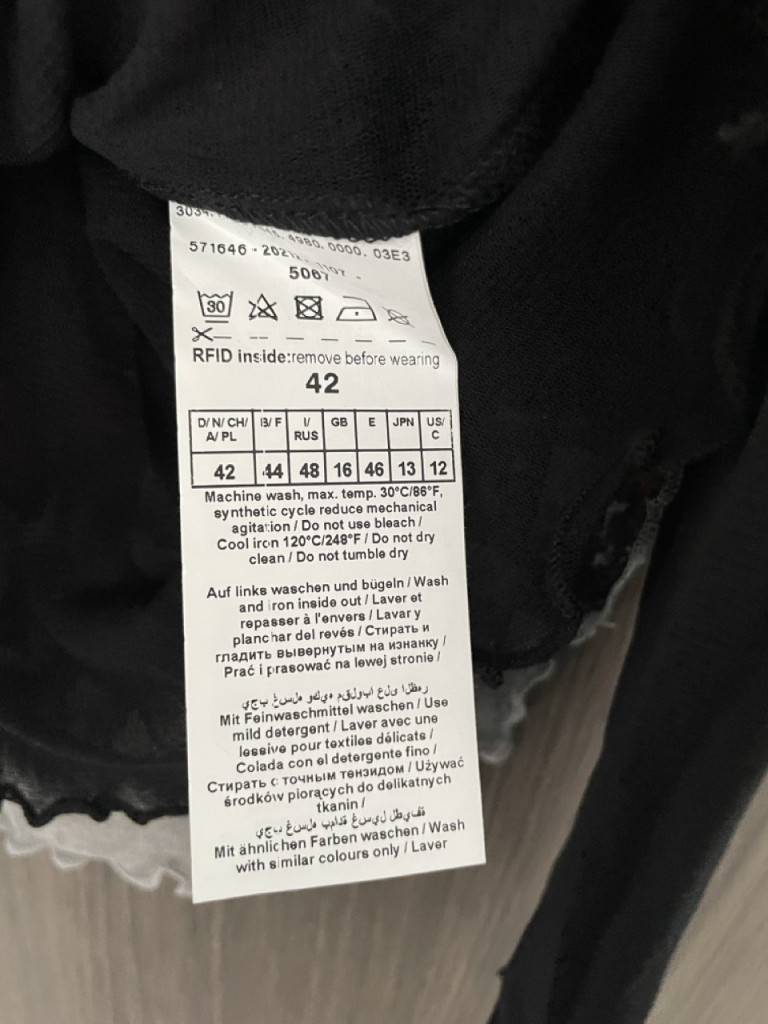 4980. 0000. 03E3
571646 - 202
5067
30
RFID inside:remove before wearing
42
D/ N/ CH/ A/ PL B/ F I/ RUS GB E JPN US/ C
42 44 48 16 46 13 12
Machine wash, max. temp. 30°C/86°F,
synthetic cycle reduce mechanical
agitation / Do not use bleach /
Cool iron 120°C/248°F / Do not dry
clean / Do not tumble dry
Auf links waschen und bügeln / Wash
and iron inside out / Laver et
repasser à l'envers / Lavar y
planchar del revés / Стирать и
гладить вывернутым на изнанку /
Prać i prasować na lewej stronie /
Mit Feinwaschmittel waschen / Use
mild detergent / Laver avec une
lessive pour textiles délicats /
Colada con el detergente fino /
Стирать с точным тензидом / Używać
środków piorących do delikatnych
tkanin /
Mit ähnlichen Farben waschen / Wash
with similar colours only / Laver